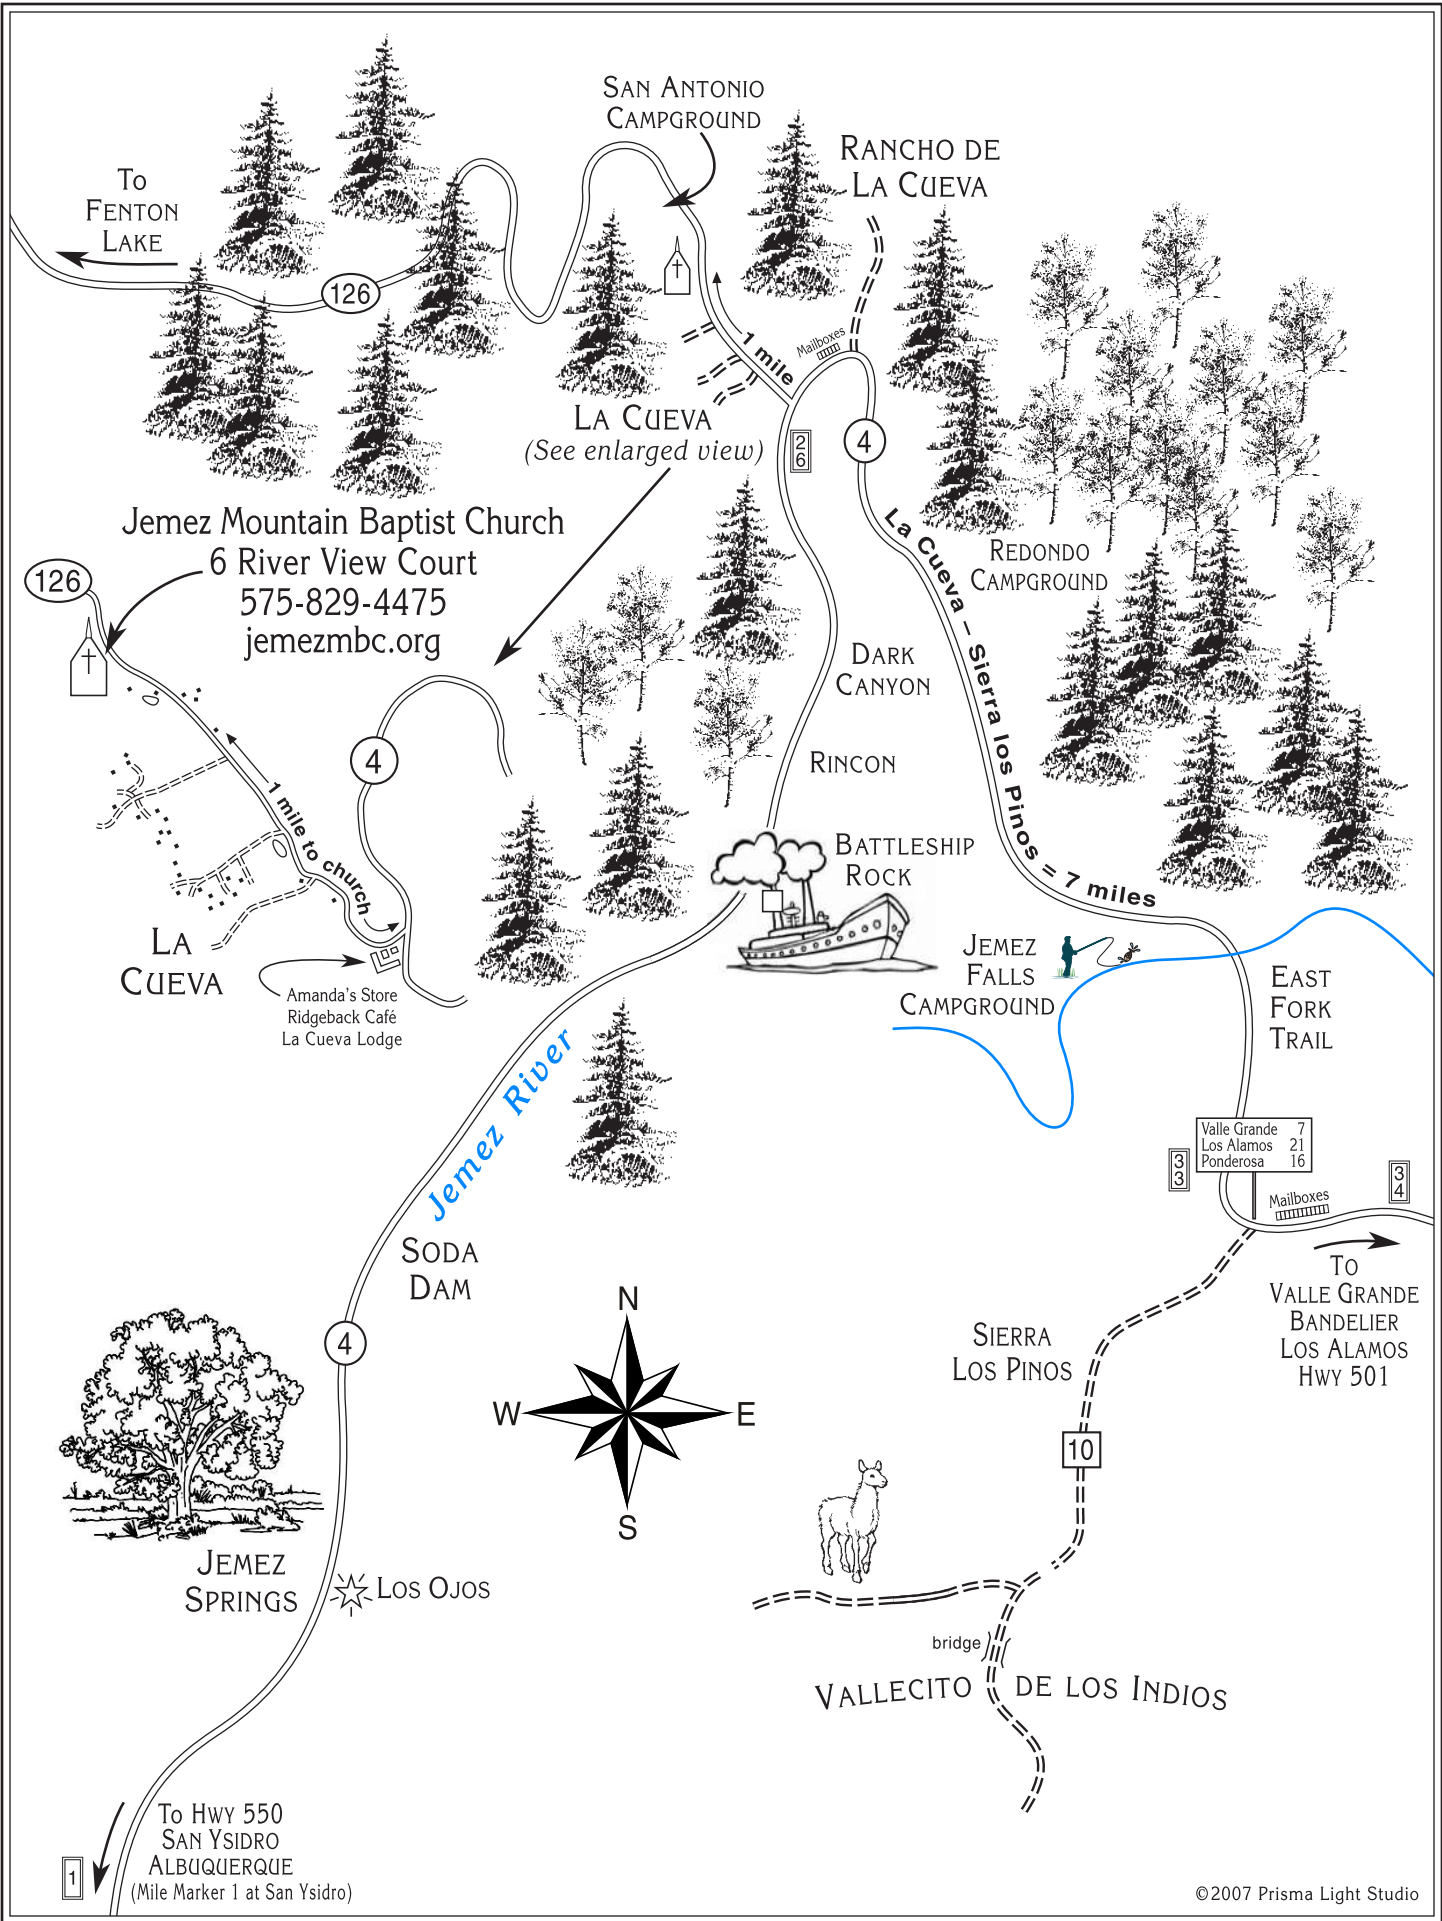 San Antonio
Campground
Rancho de
La Cueva
To
Fenton
Lake
126
1 mile
Mailboxes
La Cueva
(See enlarged view)
26
4
Jemez Mountain Baptist Church
6 River View Court
575-829-4475
jemezmbc.org
126
La Cueva – Sierra los Pinos = 7 miles
Redondo
Campground
Dark
Canyon
Rincon
4
1 mile to church
Battleship
Rock
La
Cueva
Amanda's Store
Ridgeback Café
La Cueva Lodge
Jemez
Falls
Campground
East
Fork
Trail
Jemez River
Valle Grande 7
Los Alamos 21
Ponderosa 16
33
34
Mailboxes
Soda
Dam
To
Valle Grande
Bandelier
Los Alamos
Hwy 501
N
W E
S
4
Sierra
Los Pinos
10
Jemez
Springs
Los Ojos
bridge
Vallecito de los Indios
To Hwy 550
San Ysidro
Albuquerque
(Mile Marker 1 at San Ysidro)
1
©2007 Prisma Light Studio